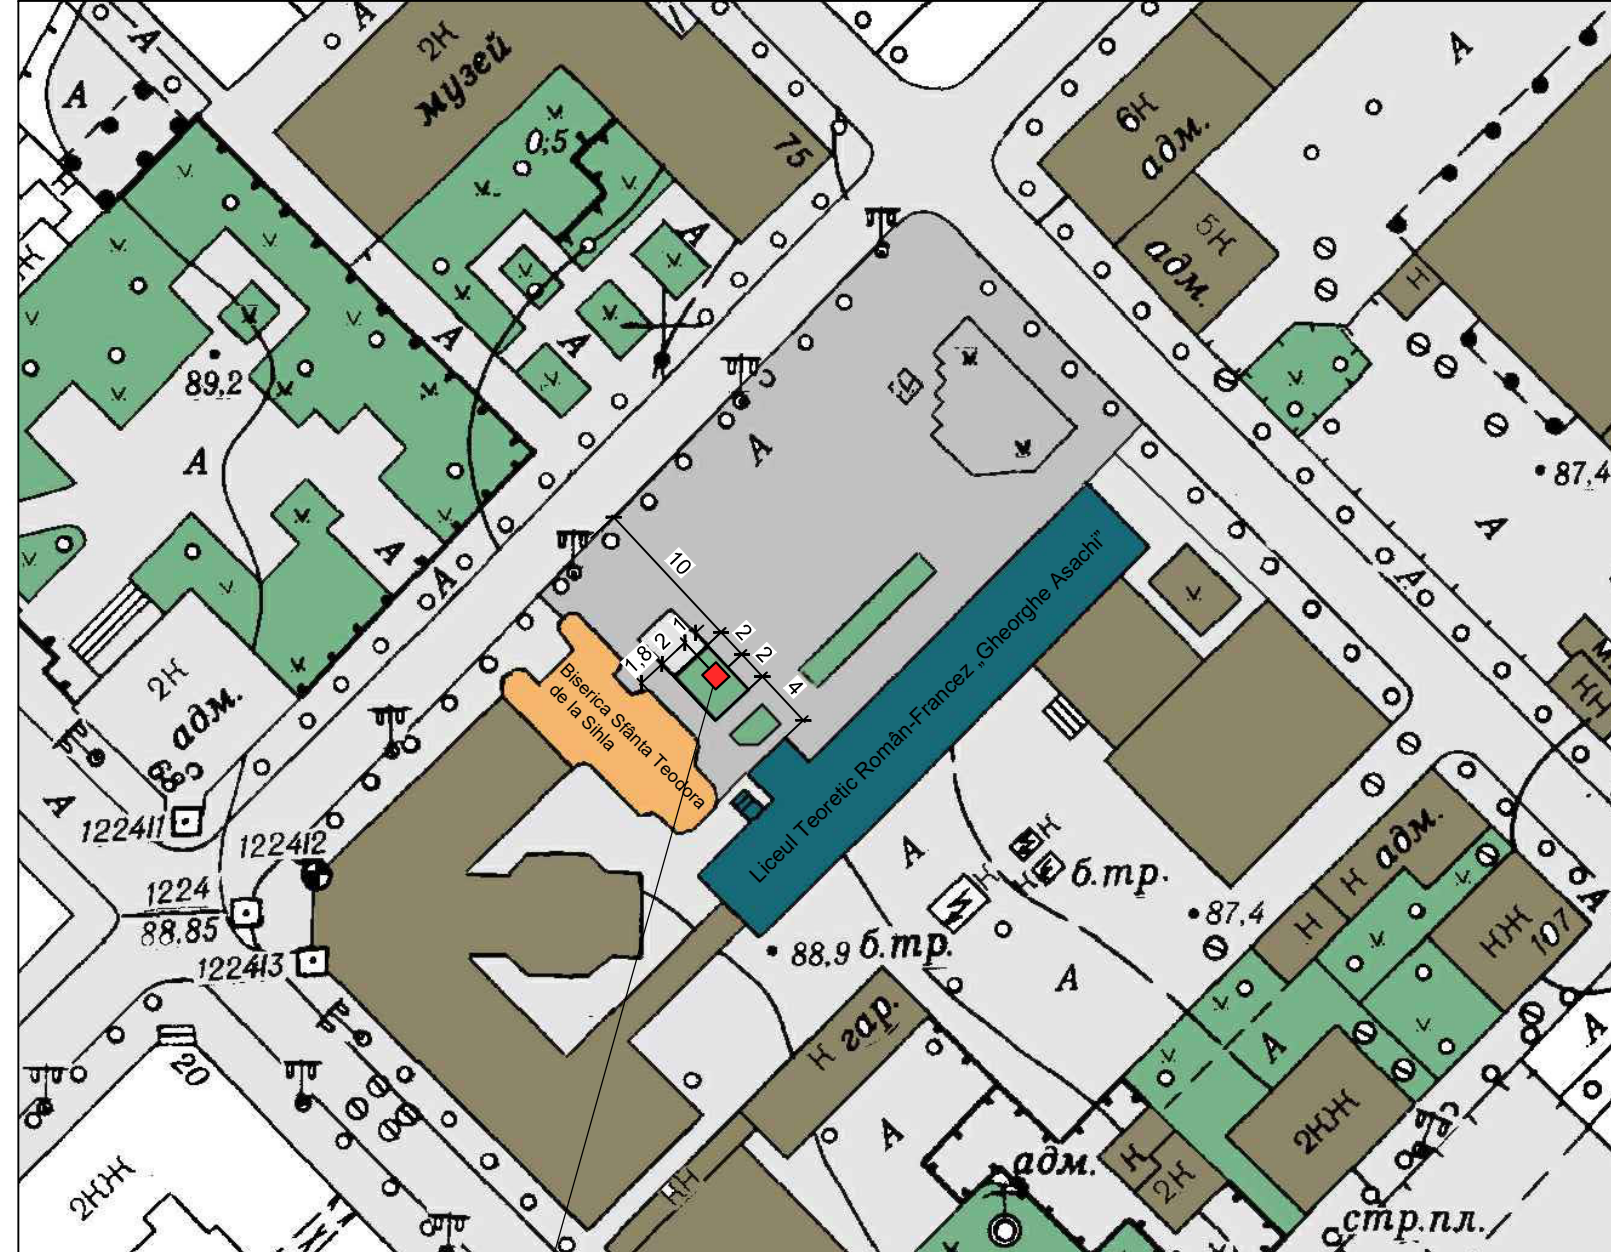 А
А
2Н
музей
А
А
75
0;5
6Н
адм.
5Н
адм.
Н
А
А
А
А
89,2
А
С
А
87,4
А
А
А
А
10
1
2
1,8
2
2
4
Biserica Sfânta Teodora
de la Sihla
Liceul Teoretic Român-Francez „Gheorghe Asachi”
2Н
адм.
68
А
122411
122412
1224
88,85
122413
А
Н
Н
б.тр.
87,4
88,9 б.тр.
А
Н адм.
Н
НЖ
107
А
А
НН
Н гар.
А
А
20
2НЖ
2НЖ
НН
адм.
Н
2Н
стр.пл.